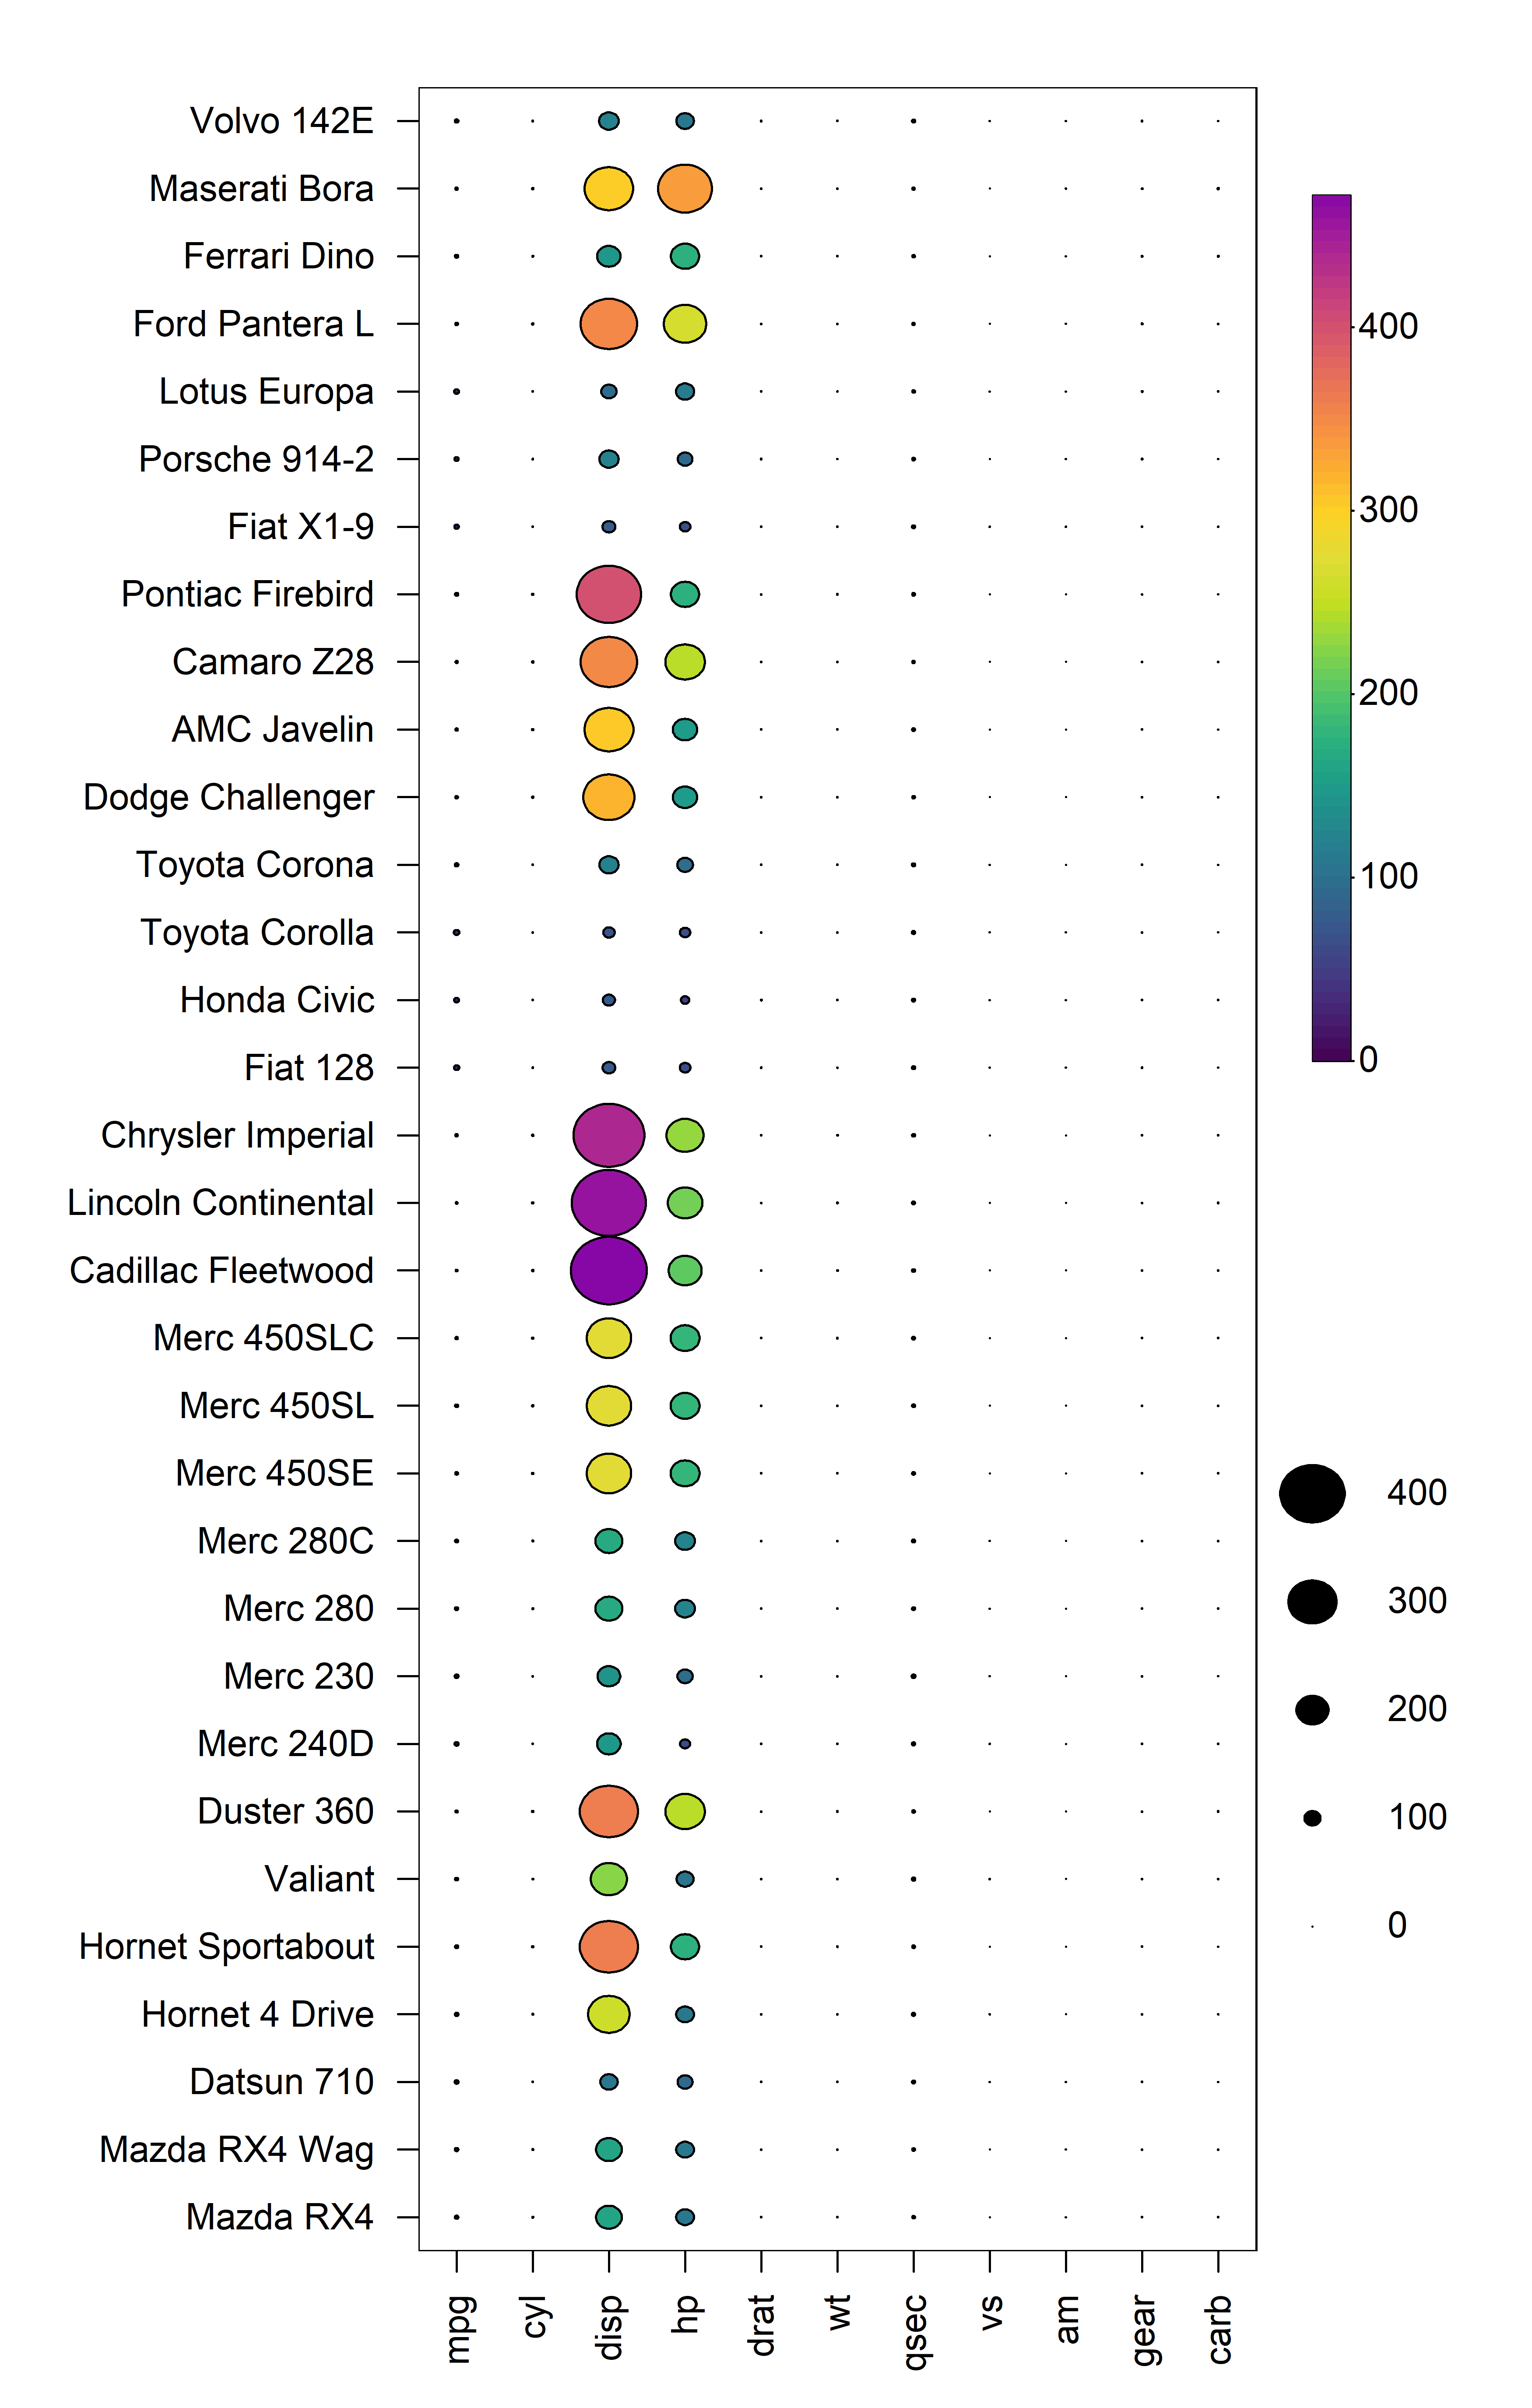 Volvo 142E
Maserati Bora
Ferrari Dino
Ford Pantera L
Lotus Europa
Porsche 914-2
Fiat X1-9
Pontiac Firebird
Camaro Z28
AMC Javelin
Dodge Challenger
Toyota Corona
Toyota Corolla
Honda Civic
Fiat 128
Chrysler Imperial
Lincoln Continental
Cadillac Fleetwood
Merc 450SLC
Merc 450SL
Merc 450SE
Merc 280C
Merc 280
Merc 230
Merc 240D
Duster 360
Valiant
Hornet Sportabout
Hornet 4 Drive
Datsun 710
Mazda RX4 Wag
Mazda RX4
mpg
cyl
disp
hp
drat
wt
qsec
vs
am
gear
carb
400
300
200
100
0
400
300
200
100
0